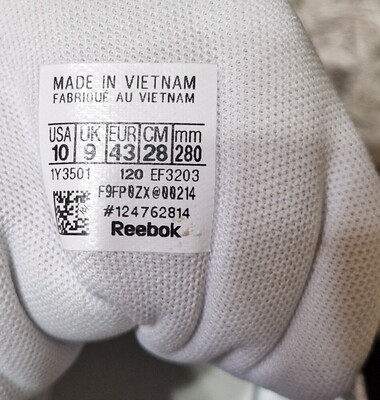 MADE IN VIETNAM
FABRIQUÉ AU VIETNAM
USA UK EUR CM mm
10 9 43 28 280
1Y3501 120 EF3203
F9FP0ZX@00214
#124762814
Reebok